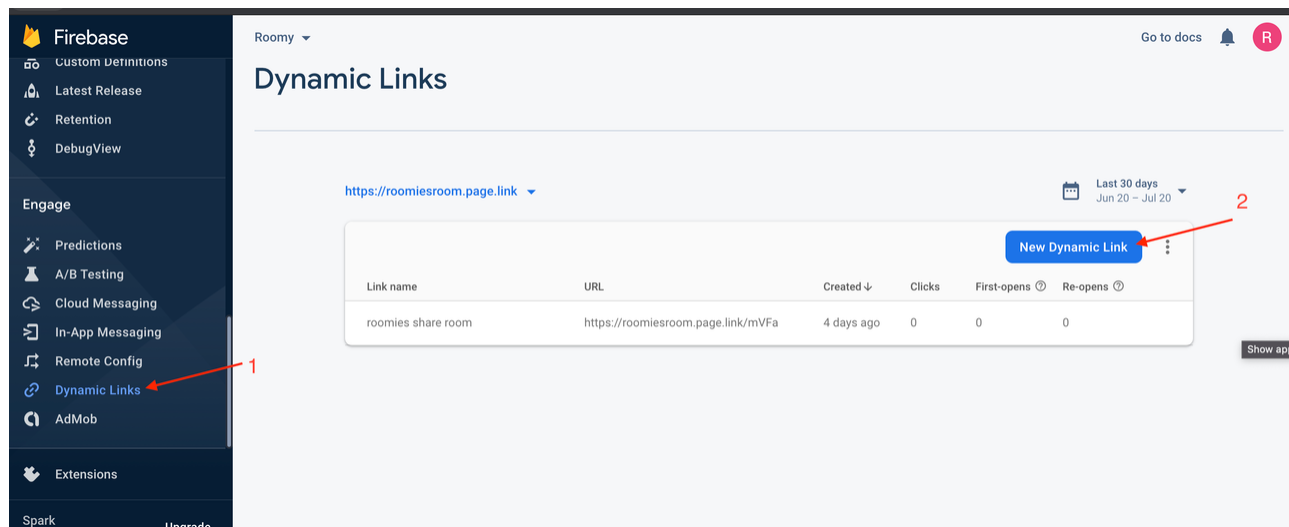 Firebase
Custom Definitions
Latest Release
Retention
DebugView
Engage
Predictions
A/B Testing
Cloud Messaging
In-App Messaging
Remote Config
Dynamic Links
AdMob
Extensions
Spark
Upgrade
1
Roomy
Go to docs
R
Dynamic Links
https://roomiesroom.page.link
Last 30 days
Jun 20 – Jul 20
2
New Dynamic Link
Link name URL Created Clicks First-opens Re-opens
roomies share room https://roomiesroom.page.link/mVFa 4 days ago 0 0 0
Show app